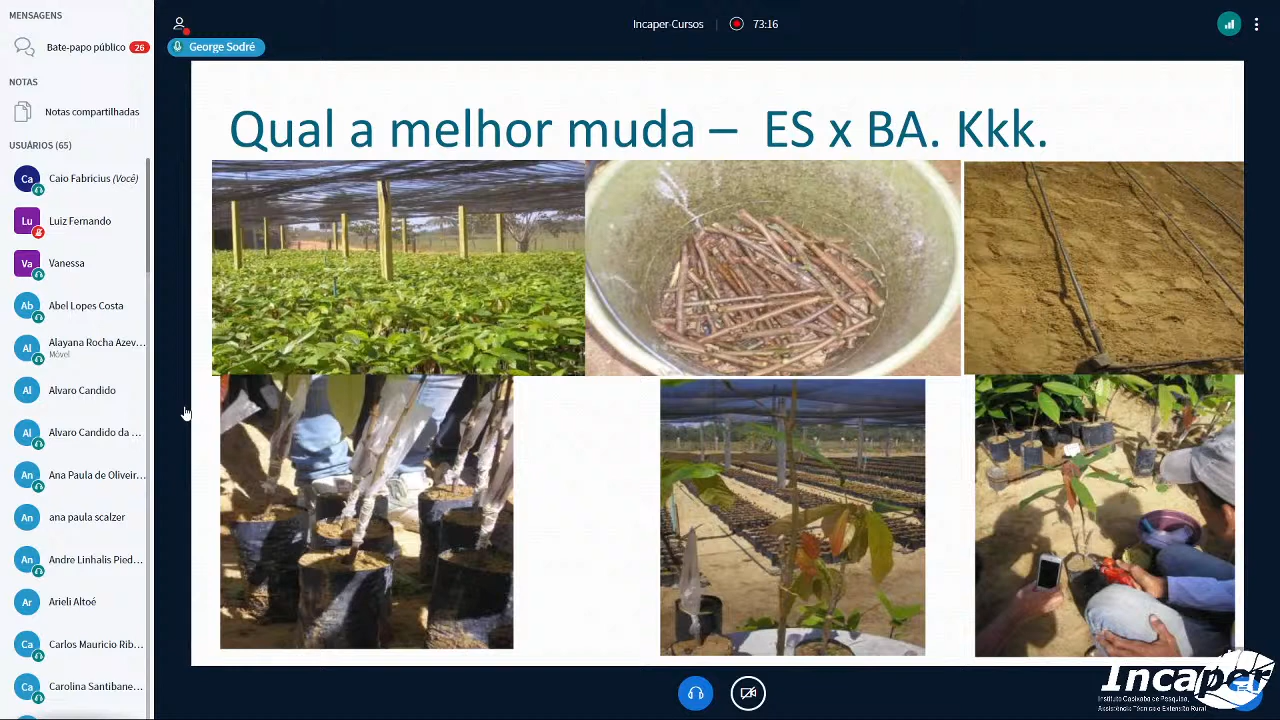 MENSAGENS
Bate-papo público 26
NOTAS
Notas compartilhadas
USUÁRIOS (65)
Ca Caio Fabricius (Você)
Lu Luiz Fernando
Va Vanessa
Ab Abel Lopes Costa
Al Alayana Rocha Azev...
Móvel
Al Alvaro Candido
Al Alvaro Candido da ...
An Ana Paula de Oliveir...
An ana paula scalzer
An Andre Linhalis Pied...
Ar Arieli Altoé
Ca Carlos Mauricio Rib...
Ca Carolina Santibane...
George Sodré
Incaper-Cursos 73:16
Qual a melhor muda – ES x BA. Kkk.
Incaper
Instituto Capixaba de Pesquisa,
Assistência Técnica e Extensão Rural